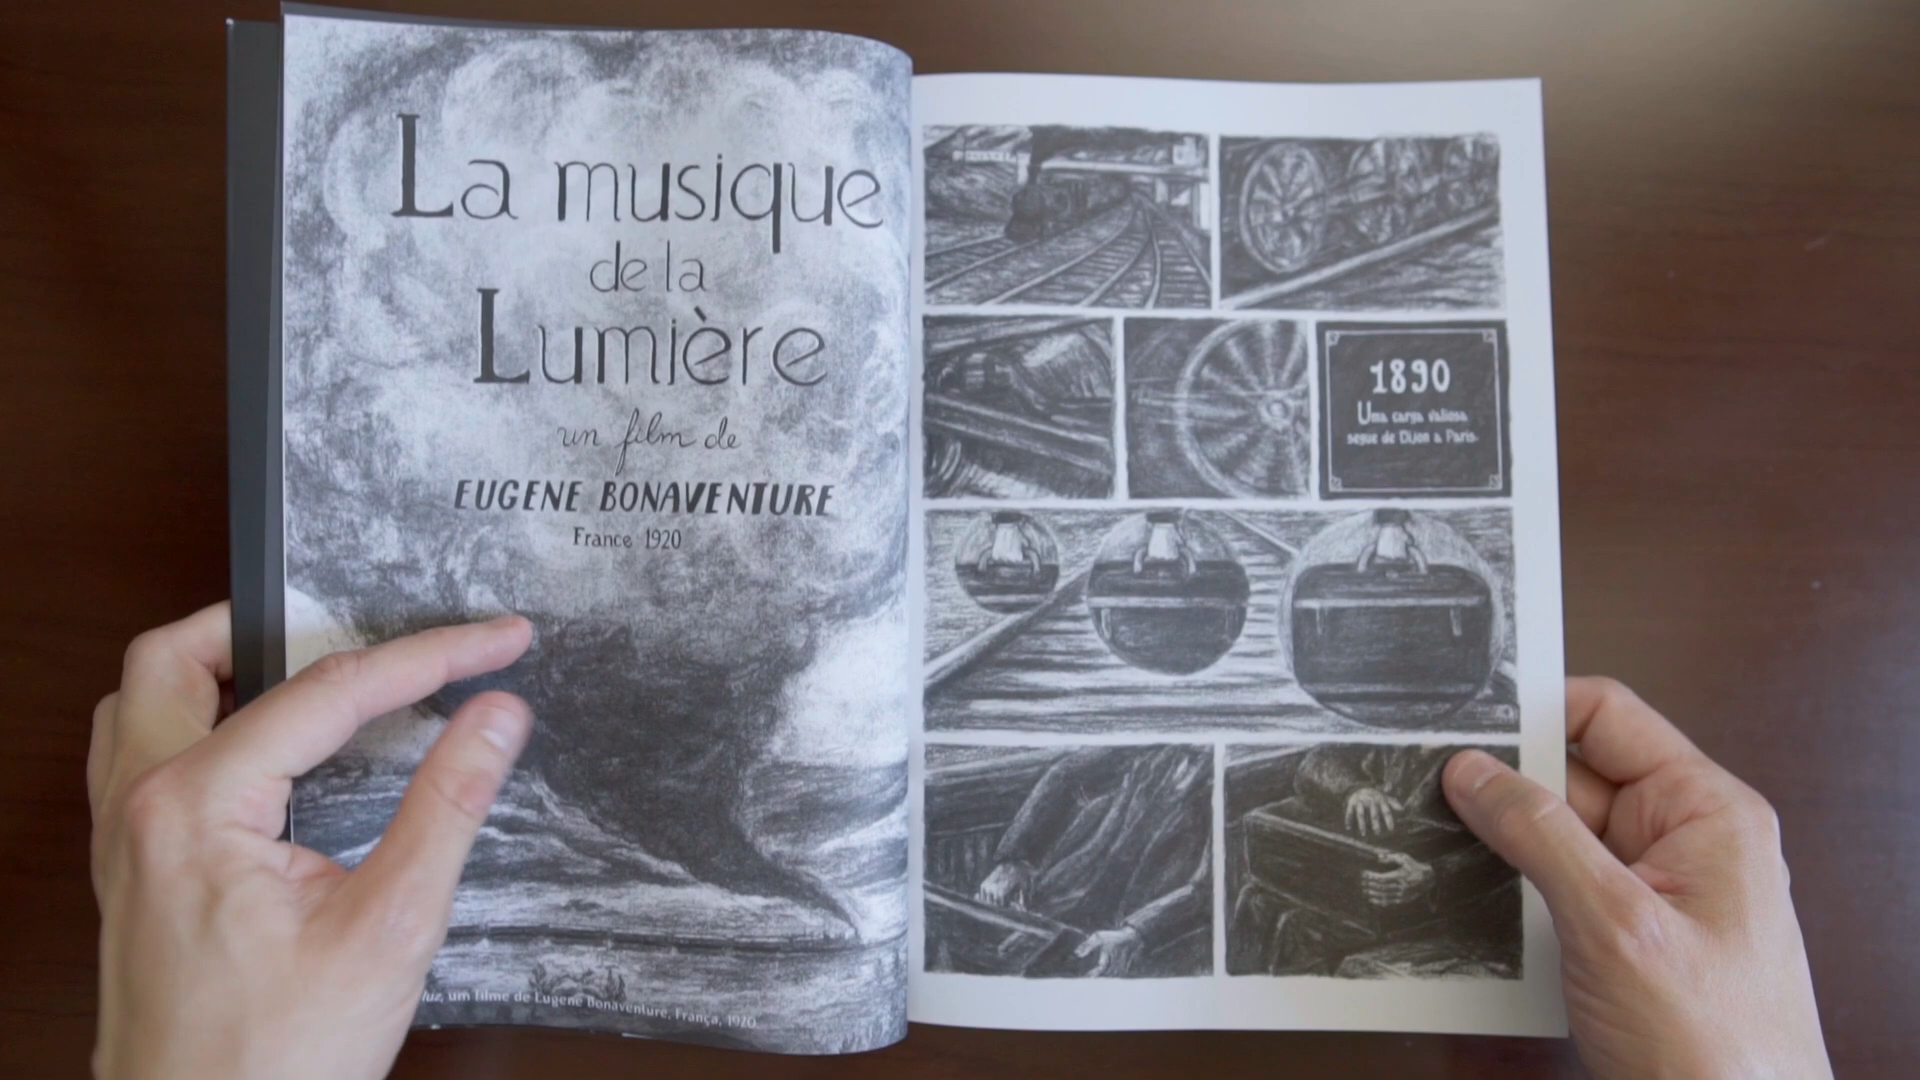 La musique
de la
Lumière
un film de
EUGENE BONAVENTURE
France 1920
luz, um filme de Eugene Bonaventure, França, 1920
1890
Uma carga valiosa
segue de Dijon a Paris.